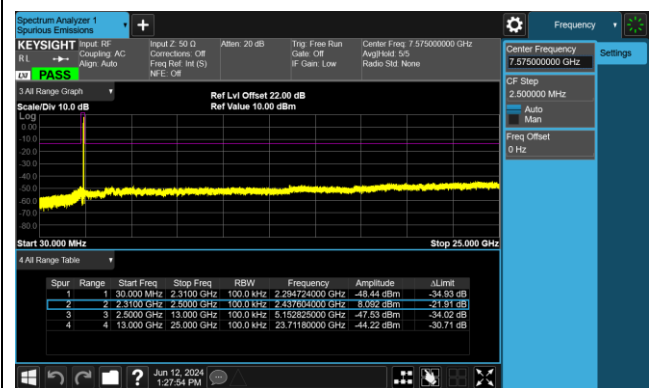 Spectrum Analyzer 1
Spurious Emissions
Frequency
KEYSIGHT Input: RF Input Z: 50 Ω Atten: 20 dB Trig: Free Run Center Freq: 7.575000000 GHz
RL Coupling: AC Corrections: Off Gate: Off Avg|Hold: 5/5
Align: Auto Freq Ref: Int (S) IF Gain: Low Radio Std: None
LXI PASS NFE: Off
Center Frequency
7.575000000 GHz
Settings
CF Step
2.500000 MHz
Auto
Man
Freq Offset
0 Hz
3 All Range Graph
Ref Lvl Offset 22.00 dB
Scale/Div 10.0 dB Ref Value 10.00 dBm
Log
0.00
-10.0
-20.0
-30.0
-40.0
-50.0
-60.0
-70.0
-80.0
Start 30.000 MHz Stop 25.000 GHz
4 All Range Table
Spur Range Start Freq Stop Freq RBW Frequency Amplitude ΔLimit
1 1 30.000 MHz 2.3100 GHz 100.0 kHz 2.294724000 GHz -48.44 dBm -34.93 dB
2 2 2.3100 GHz 2.5000 GHz 100.0 kHz 2.437604000 GHz 8.092 dBm -21.91 dB
3 3 2.5000 GHz 13.000 GHz 100.0 kHz 5.152825000 GHz -47.53 dBm -34.02 dB
4 4 13.000 GHz 25.000 GHz 100.0 kHz 23.71180000 GHz -44.22 dBm -30.71 dB
Jun 12, 2024
1:27:54 PM